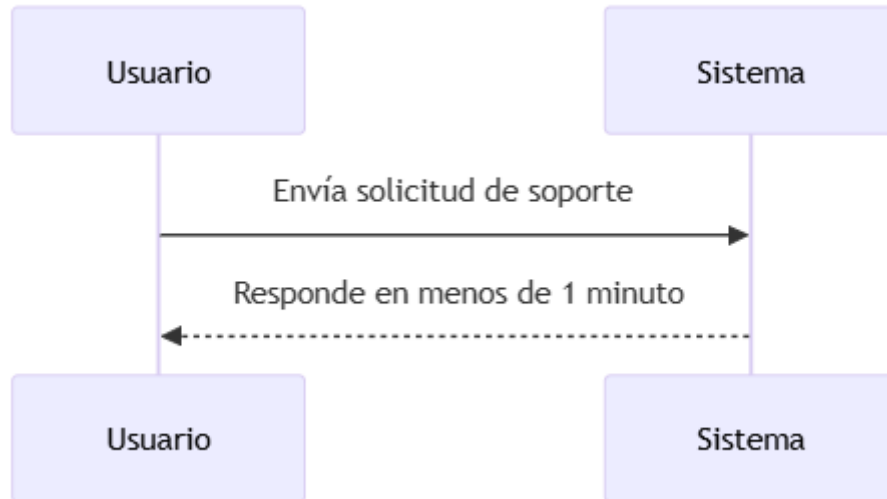 Usuario
Sistema
Envía solicitud de soporte
Responde en menos de 1 minuto
Usuario
Sistema